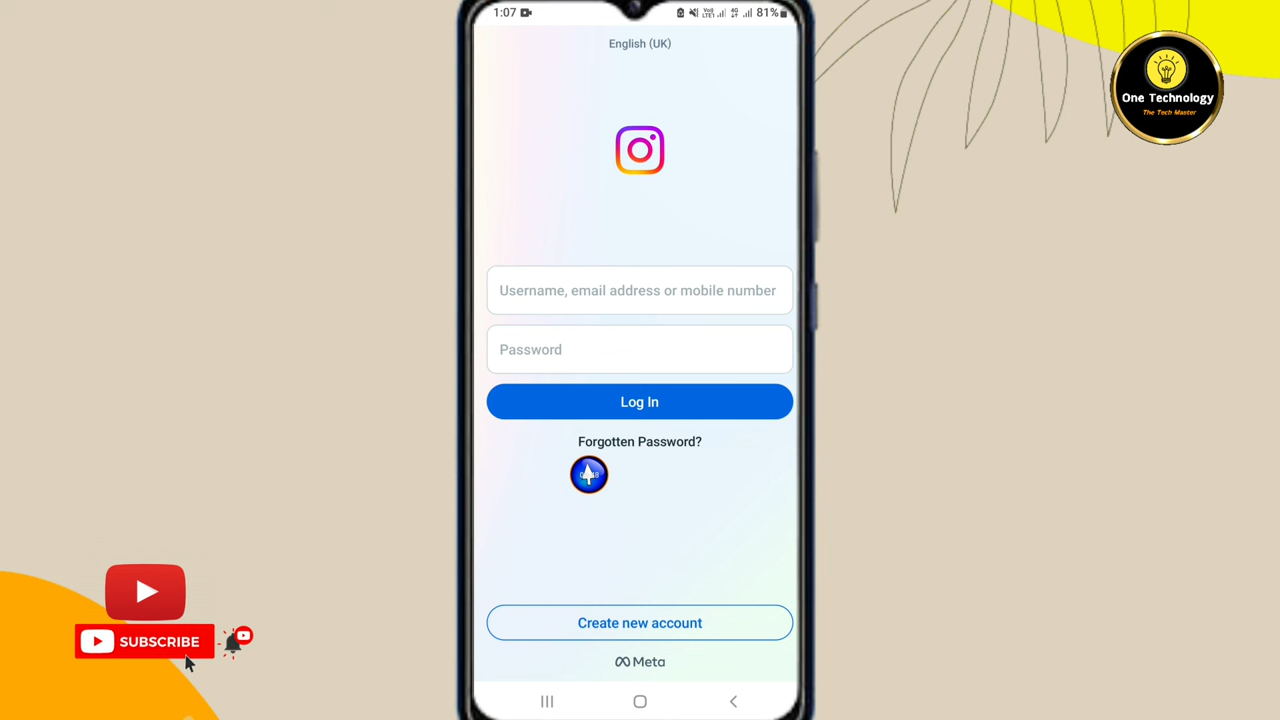 1:07
81%
English (UK)
One Technology
The Tech Master
Username, email address or mobile number
Password
Log In
Forgotten Password?
Create new account
SUBSCRIBE
Meta